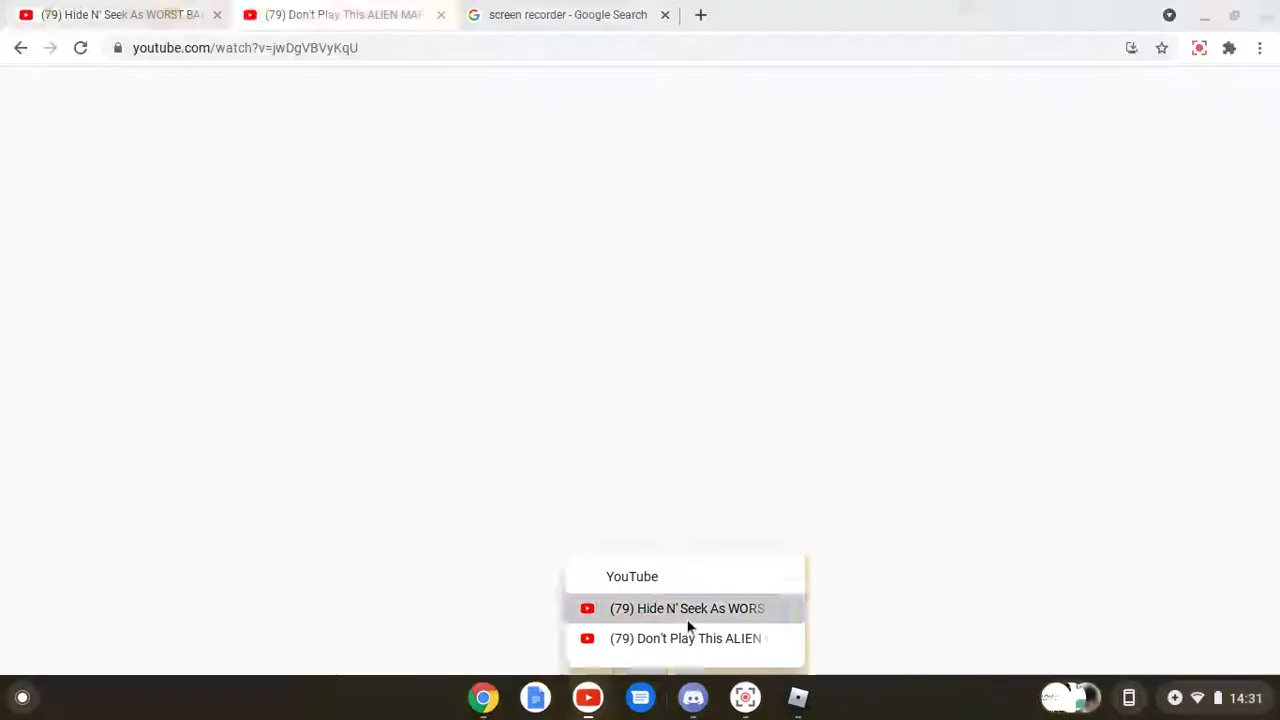 (79) Hide N' Seek As WORST BA
(79) Don't Play This ALIEN MAP
screen recorder - Google Search
youtube.com/watch?v=jwDgVBVyKqU
YouTube
(79) Hide N' Seek As WORS
(79) Don't Play This ALIEN
14:31